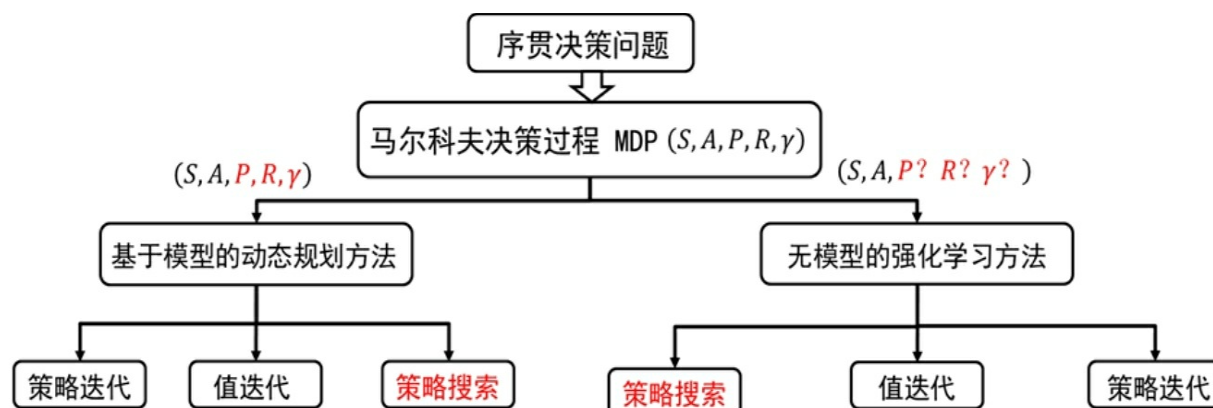 序贯决策问题
马尔科夫决策过程 MDP (S, A, P, R, γ)
(S, A, P, R, γ)
(S, A, P? R? γ? )
基于模型的动态规划方法
无模型的强化学习方法
策略迭代
值迭代
策略搜索
策略搜索
值迭代
策略迭代